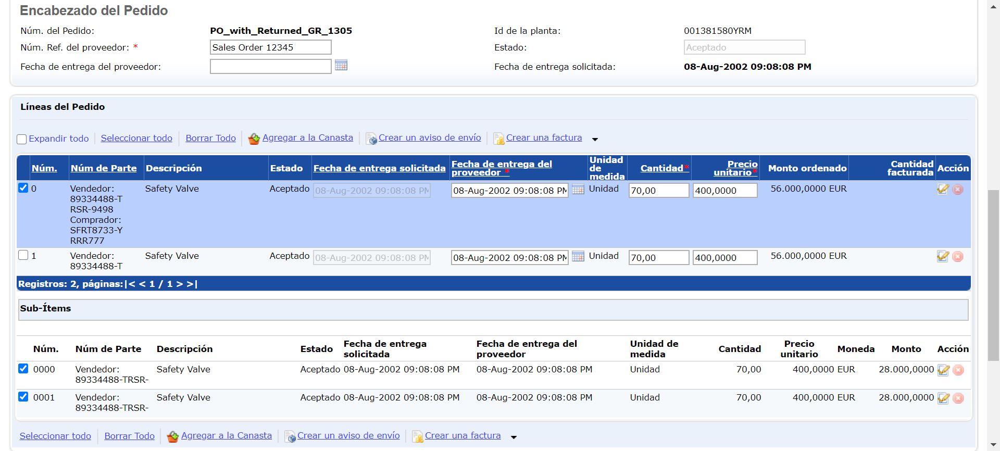 Encabezado del Pedido
Núm. del Pedido: PO_with_Returned_GR_1305 Id de la planta: 001381580YRM
Núm. Ref. del proveedor: * Sales Order 12345 Estado: Aceptado
Fecha de entrega del proveedor: Fecha de entrega solicitada: 08-Aug-2002 09:08:08 PM
Líneas del Pedido
Expandir todo Seleccionar todo Borrar Todo Agregar a la Canasta Crear un aviso de envío Crear una factura
Núm. Núm de Parte Descripción Estado Fecha de entrega solicitada Fecha de entrega del proveedor * Unidad de medida Cantidad* Precio unitario* Monto ordenado Cantidad facturada Acción
0 Vendedor: Safety Valve Aceptado 08-Aug-2002 09:08:08 PM 08-Aug-2002 09:08:08 PM Unidad 70,00 400,0000 56.000,0000 EUR
89334488-T
RSR-9498
Comprador:
SFRT8733-Y
RRR777
1 Vendedor: Safety Valve Aceptado 08-Aug-2002 09:08:08 PM 08-Aug-2002 09:08:08 PM Unidad 70,00 400,0000 56.000,0000 EUR
89334488-T
Registros: 2, páginas:|< < 1 / 1 > >|
Sub-Ítems
Núm. Núm de Parte Descripción Estado Fecha de entrega solicitada Fecha de entrega del proveedor Unidad de medida Cantidad Precio unitario Moneda Monto Acción
0000 Vendedor: Safety Valve Aceptado 08-Aug-2002 09:08:08 PM 08-Aug-2002 09:08:08 PM Unidad 70,00 400,0000 EUR 28.000,0000
89334488-TRSR-
0001 Vendedor: Safety Valve Aceptado 08-Aug-2002 09:08:08 PM 08-Aug-2002 09:08:08 PM Unidad 70,00 400,0000 EUR 28.000,0000
89334488-TRSR-
Seleccionar todo Borrar Todo Agregar a la Canasta Crear un aviso de envío Crear una factura